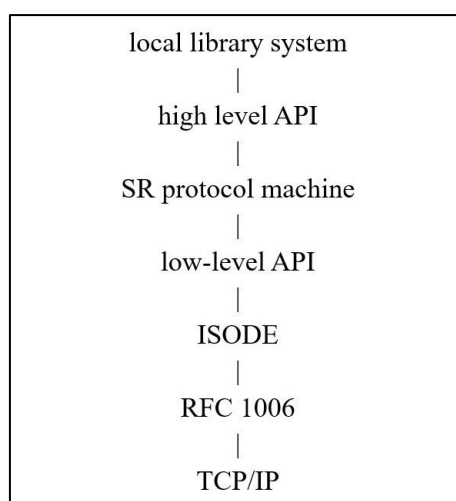 local library system
high level API
SR protocol machine
low-level API
ISODE
RFC 1006
TCP/IP